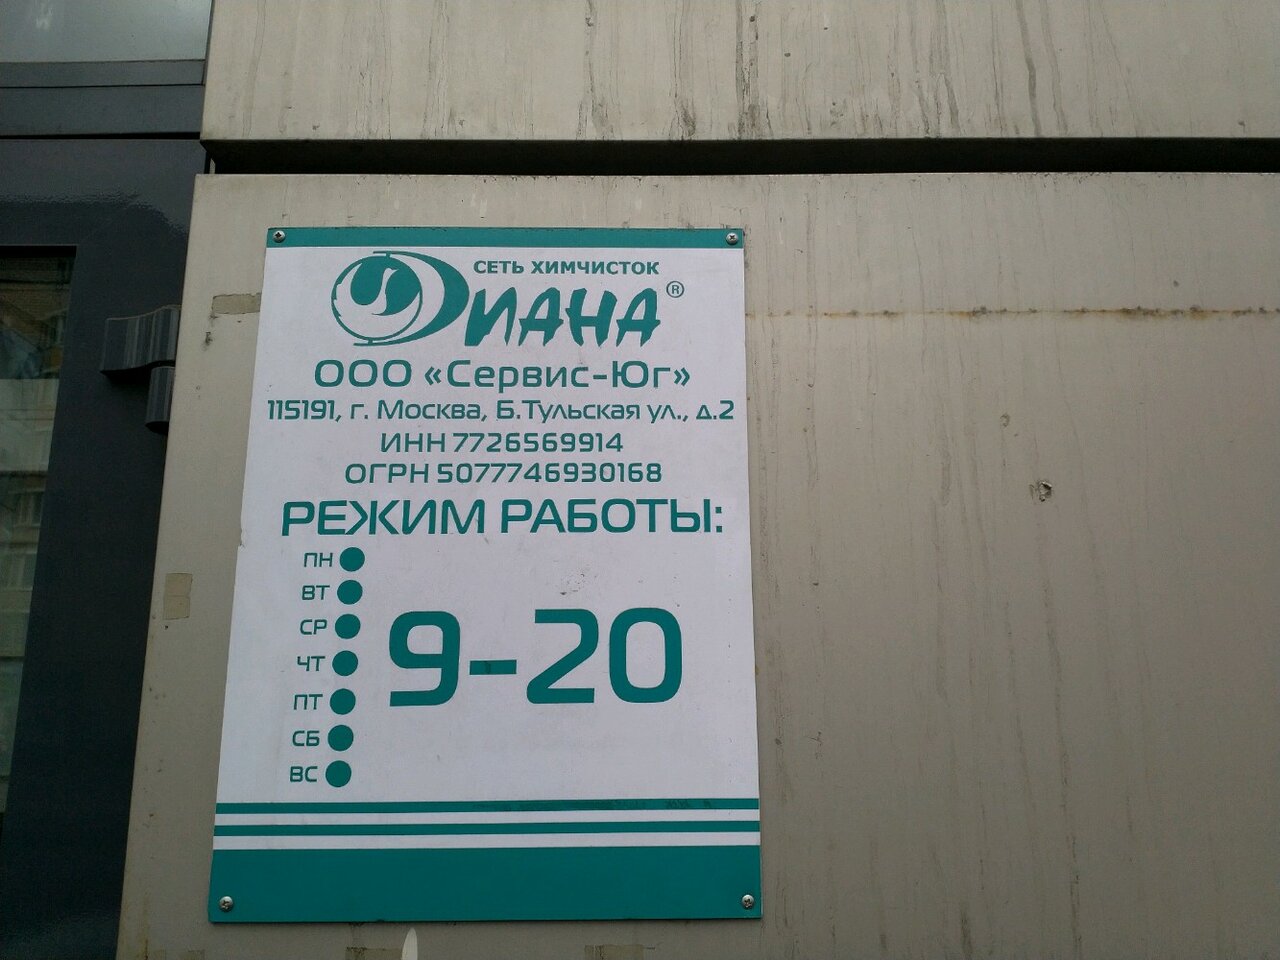 СЕТЬ ХИМЧИСТОК
ДИАНА®
ООО «Сервис-Юг»
115191, г. Москва, Б.Тульская ул., д.2
ИНН 7726569914
ОГРН 5077746930168
РЕЖИМ РАБОТЫ:
ПН
ВТ
СР
ЧТ
ПТ
СБ
ВС
9-20